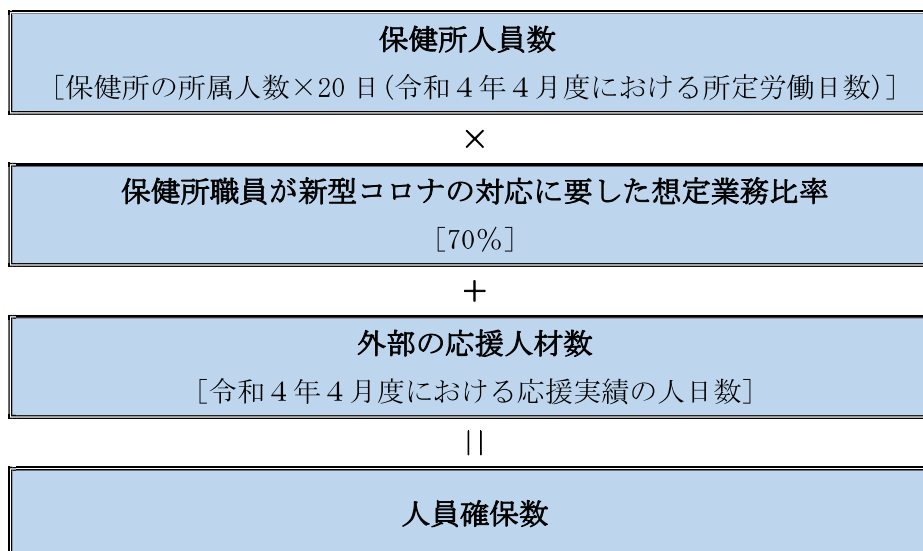 保健所人員数
[保健所の所属人数×20 日(令和４年４月度における所定労働日数)]
×
保健所職員が新型コロナの対応に要した想定業務比率
[70%]
＋
外部の応援人材数
[令和４年４月度における応援実績の人日数]
||
人員確保数